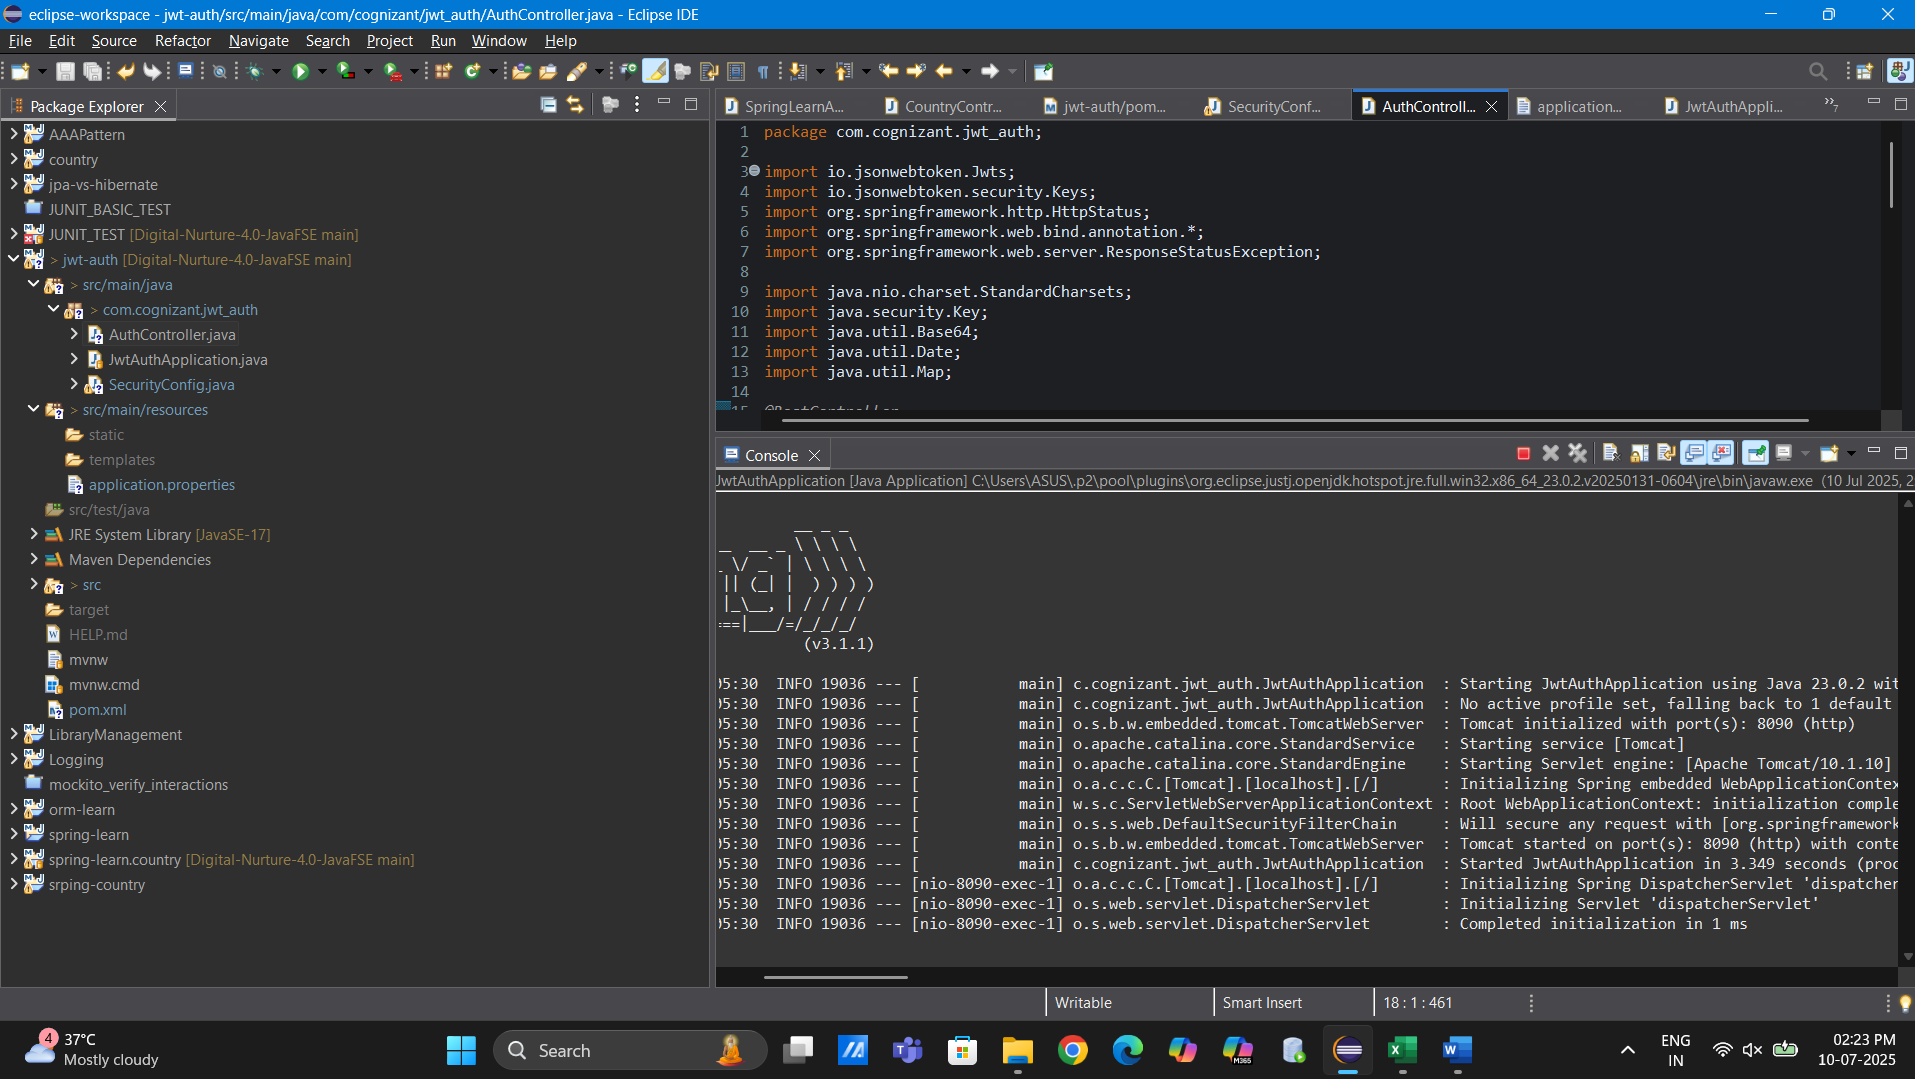 eclipse-workspace - jwt-auth/src/main/java/com/cognizant/jwt_auth/AuthController.java - Eclipse IDE
File Edit Source Refactor Navigate Search Project Run Window Help
Package Explorer
AAAPattern
country
jpa-vs-hibernate
JUNIT_BASIC_TEST
JUNIT_TEST [Digital-Nurture-4.0-JavaFSE main]
> jwt-auth [Digital-Nurture-4.0-JavaFSE main]
> src/main/java
> com.cognizant.jwt_auth
AuthController.java
JwtAuthApplication.java
SecurityConfig.java
> src/main/resources
static
templates
application.properties
src/test/java
JRE System Library [JavaSE-17]
Maven Dependencies
> src
target
HELP.md
mvnw
mvnw.cmd
pom.xml
LibraryManagement
Logging
mockito_verify_interactions
orm-learn
spring-learn
spring-learn.country [Digital-Nurture-4.0-JavaFSE main]
srping-country
SpringLearnA... CountryContr... jwt-auth/pom... SecurityConf... AuthControll... application... JwtAuthAppli... »7
1 package com.cognizant.jwt_auth;
2
3 import io.jsonwebtoken.Jwts;
4 import io.jsonwebtoken.security.Keys;
5 import org.springframework.http.HttpStatus;
6 import org.springframework.web.bind.annotation.*;
7 import org.springframework.web.server.ResponseStatusException;
8
9 import java.nio.charset.StandardCharsets;
10 import java.security.Key;
11 import java.util.Base64;
12 import java.util.Date;
13 import java.util.Map;
14
15 @RestController
Console
JwtAuthApplication [Java Application] C:\Users\ASUS\.p2\pool\plugins\org.eclipse.justj.openjdk.hotspot.jre.full.win32.x86_64_23.0.2.v20250131-0604\jre\bin\javaw.exe (10 Jul 2025, 2
(v3.1.1)
05:30 INFO 19036 --- [ main] c.cognizant.jwt_auth.JwtAuthApplication : Starting JwtAuthApplication using Java 23.0.2 wit
05:30 INFO 19036 --- [ main] c.cognizant.jwt_auth.JwtAuthApplication : No active profile set, falling back to 1 default
05:30 INFO 19036 --- [ main] o.s.b.w.embedded.tomcat.TomcatWebServer : Tomcat initialized with port(s): 8090 (http)
05:30 INFO 19036 --- [ main] o.apache.catalina.core.StandardService : Starting service [Tomcat]
05:30 INFO 19036 --- [ main] o.apache.catalina.core.StandardEngine : Starting Servlet engine: [Apache Tomcat/10.1.10]
05:30 INFO 19036 --- [ main] o.a.c.c.C.[Tomcat].[localhost].[/] : Initializing Spring embedded WebApplicationContex
05:30 INFO 19036 --- [ main] w.s.c.ServletWebServerApplicationContext : Root WebApplicationContext: initialization comple
05:30 INFO 19036 --- [ main] o.s.s.web.DefaultSecurityFilterChain : Will secure any request with [org.springframework
05:30 INFO 19036 --- [ main] o.s.b.w.embedded.tomcat.TomcatWebServer : Tomcat started on port(s): 8090 (http) with conte
05:30 INFO 19036 --- [ main] c.cognizant.jwt_auth.JwtAuthApplication : Started JwtAuthApplication in 3.349 seconds (proc
05:30 INFO 19036 --- [nio-8090-exec-1] o.a.c.c.C.[Tomcat].[localhost].[/] : Initializing Spring DispatcherServlet 'dispatcher
05:30 INFO 19036 --- [nio-8090-exec-1] o.s.web.servlet.DispatcherServlet : Initializing Servlet 'dispatcherServlet'
05:30 INFO 19036 --- [nio-8090-exec-1] o.s.web.servlet.DispatcherServlet : Completed initialization in 1 ms
Writable Smart Insert 18 : 1 : 461
4
37°C
Mostly cloudy
Search
M365
ENG
IN
02:23 PM
10-07-2025